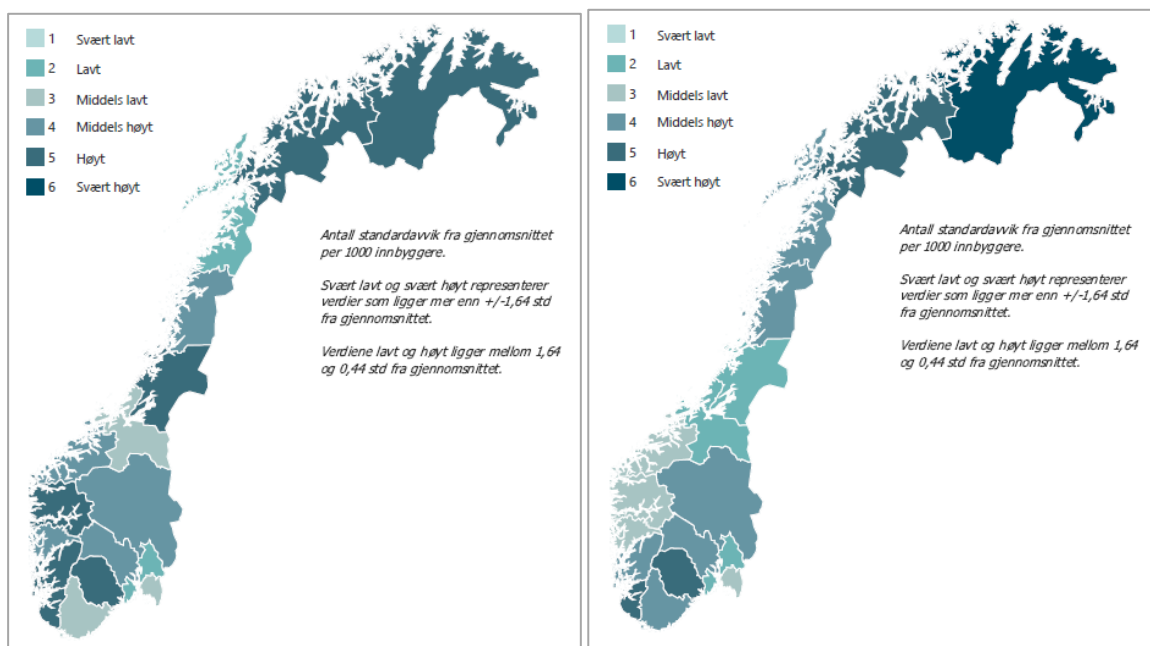 1 Svært lavt
2 Lavt
3 Middels lavt
4 Middels høyt
5 Høyt
6 Svært høyt
Antall standardavvik fra gjennomsnittet
per 1000 innbyggere.
Svært lavt og svært høyt representerer
verdier som ligger mer enn +/-1,64 std
fra gjennomsnittet.
Verdiene lavt og høyt ligger mellom 1,64
og 0,44 std fra gjennomsnittet.
1 Svært lavt
2 Lavt
3 Middels lavt
4 Middels høyt
5 Høyt
6 Svært høyt
Antall standardavvik fra gjennomsnittet
per 1000 innbyggere.
Svært lavt og svært høyt representerer
verdier som ligger mer enn +/-1,64 std
fra gjennomsnittet.
Verdiene lavt og høyt ligger mellom 1,64
og 0,44 std fra gjennomsnittet.